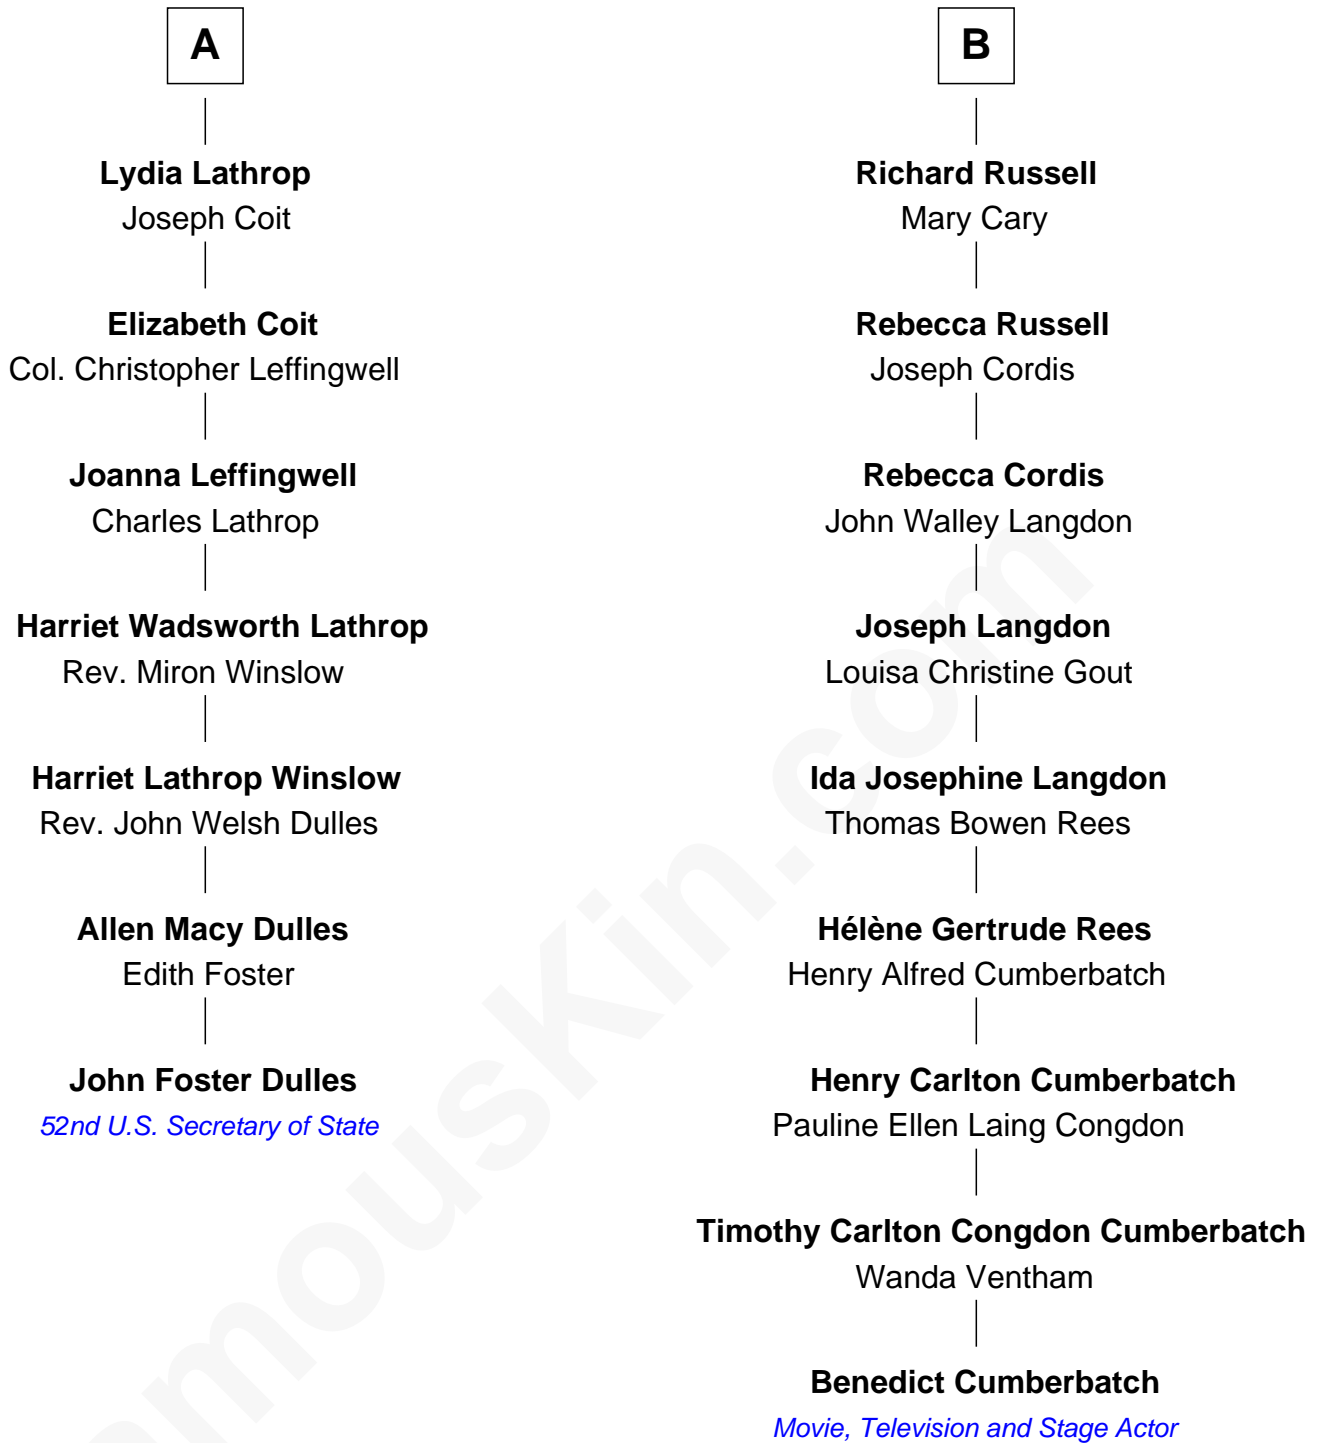 A
Lydia Lathrop
Joseph Coit
Elizabeth Coit
Col. Christopher Leffingwell
Joanna Leffingwell
Charles Lathrop
Harriet Wadsworth Lathrop
Rev. Miron Winslow
Harriet Lathrop Winslow
Rev. John Welsh Dulles
Allen Macy Dulles
Edith Foster
John Foster Dulles
52nd U.S. Secretary of State
B
Richard Russell
Mary Cary
Rebecca Russell
Joseph Cordis
Rebecca Cordis
John Walley Langdon
Joseph Langdon
Louisa Christine Gout
Ida Josephine Langdon
Thomas Bowen Rees
Hélène Gertrude Rees
Henry Alfred Cumberbatch
Henry Carlton Cumberbatch
Pauline Ellen Laing Congdon
Timothy Carlton Congdon Cumberbatch
Wanda Ventham
Benedict Cumberbatch
Movie, Television and Stage Actor
amouskin.com